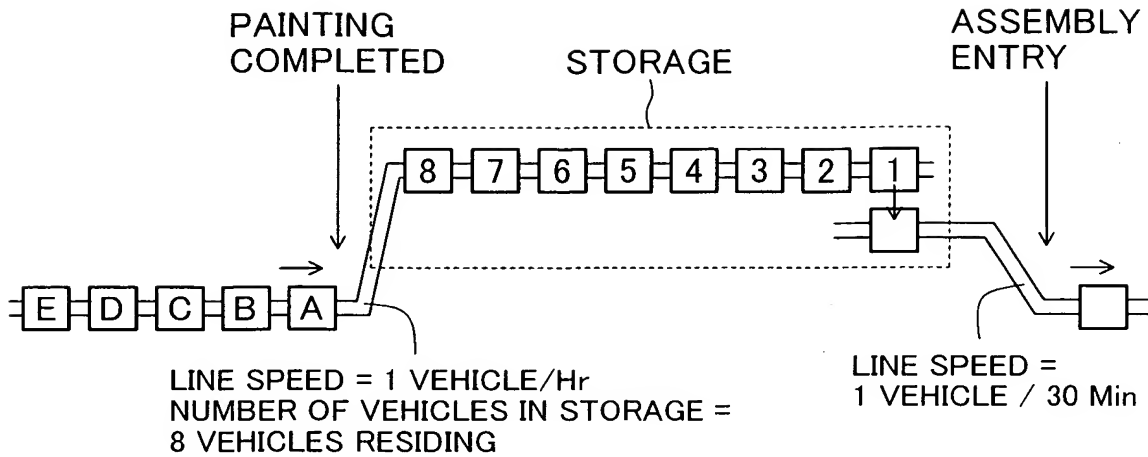 PAINTING
COMPLETED
STORAGE
ASSEMBLY
ENTRY
8 7 6 5 4 3 2 1
E D C B A
LINE SPEED = 1 VEHICLE/Hr
NUMBER OF VEHICLES IN STORAGE =
8 VEHICLES RESIDING
LINE SPEED =
1 VEHICLE / 30 Min